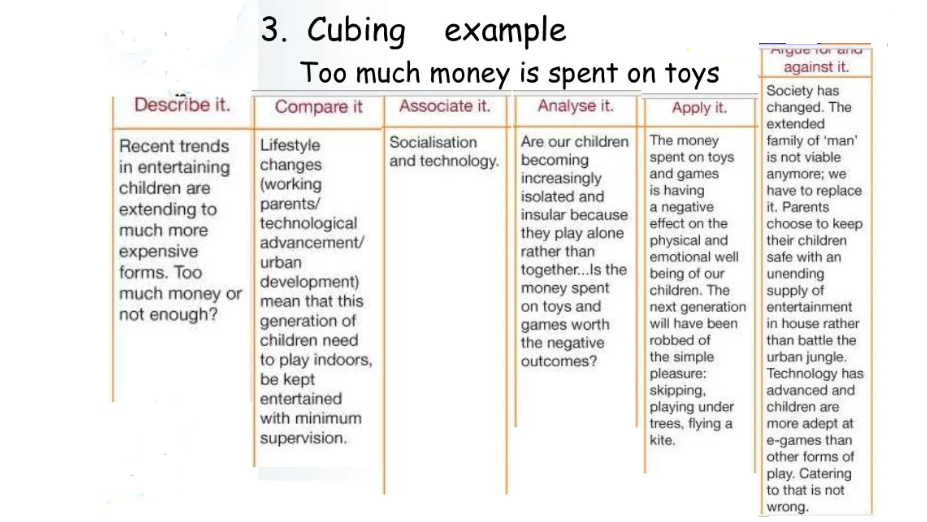 3. Cubing example
Too much money is spent on toys
Describe it.
Recent trends
in entertaining
children are
extending to
much more
expensive
forms. Too
much money or
not enough?
Compare it
Lifestyle
changes
(working
parents/
technological
advancement/
urban
development)
mean that this
generation of
children need
to play indoors,
be kept
entertained
with minimum
supervision.
Associate it.
Socialisation
and technology.
Analyse it.
Are our children
becoming
increasingly
isolated and
insular because
they play alone
rather than
together...Is the
money spent
on toys and
games worth
the negative
outcomes?
Apply it.
The money
spent on toys
and games
is having
a negative
effect on the
physical and
emotional well
being of our
children. The
next generation
will have been
robbed of
the simple
pleasure:
skipping,
playing under
trees, flying a
kite.
Argue for and
against it.
Society has
changed. The
extended
family of 'man'
is not viable
anymore; we
have to replace
it. Parents
choose to keep
their children
safe with an
unending
supply of
entertainment
in house rather
than battle the
urban jungle.
Technology has
advanced and
children are
more adept at
e-games than
other forms of
play. Catering
to that is not
wrong.